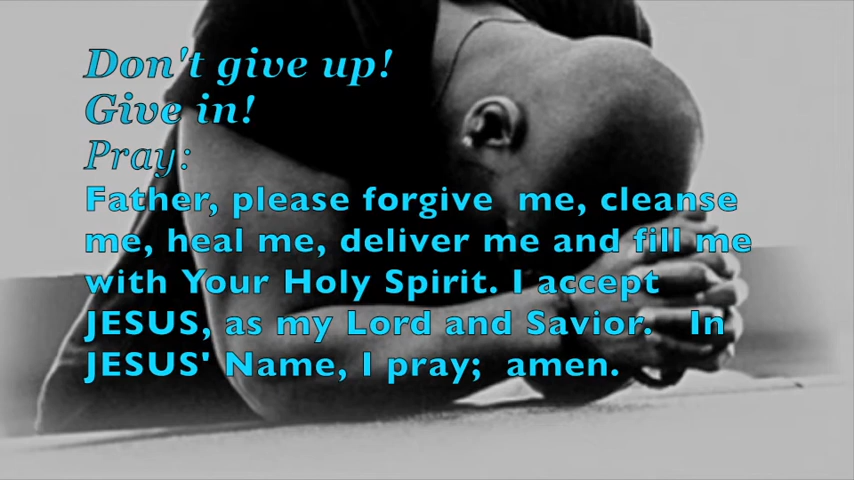 Don't give up!
Give in!
Pray:
Father, please forgive  me, cleanse
me, heal me, deliver me and fill me
with Your Holy Spirit. I accept
JESUS, as my Lord and Savior.   In
JESUS' Name, I pray;  amen.